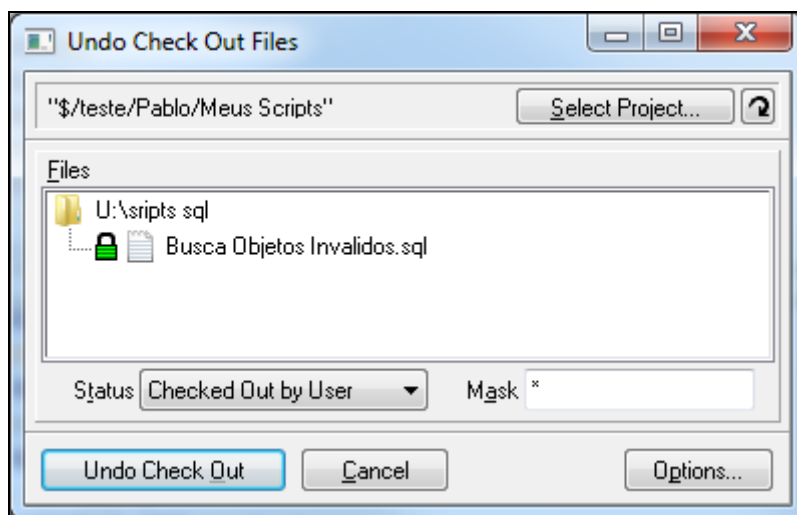 Undo Check Out Files
"$/teste/Pablo/Meus Scripts" Select Project...
Files
U:\sripts sql
Busca Objetos Invalidos.sql
Status Checked Out by User Mask *
Undo Check Out Cancel Options...